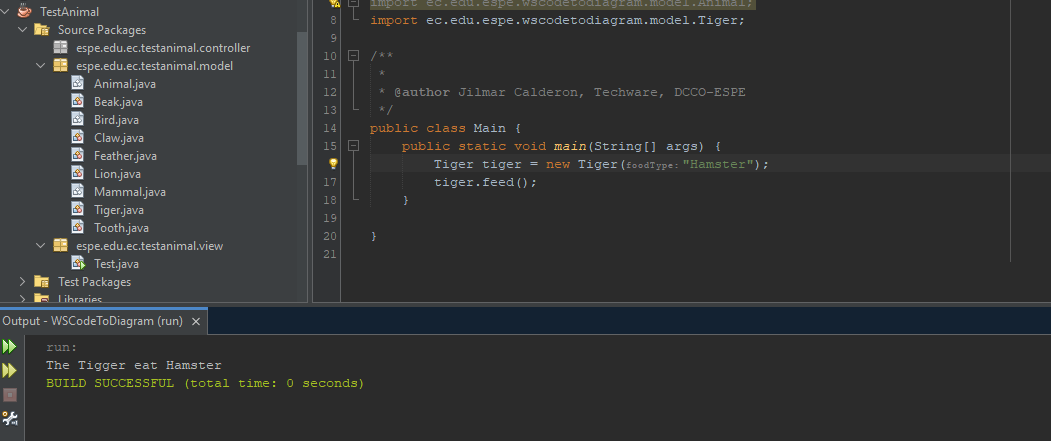 TestAnimal
Source Packages
espe.edu.ec.testanimal.controller
espe.edu.ec.testanimal.model
Animal.java
Beak.java
Bird.java
Claw.java
Feather.java
Lion.java
Mammal.java
Tiger.java
Tooth.java
espe.edu.ec.testanimal.view
Test.java
Test Packages
Libraries
import ec.edu.espe.wscodetodiagram.model.Animal;
8 import ec.edu.espe.wscodetodiagram.model.Tiger;
9
10 /**
11 *
12 * @author Jilmar Calderon, Techware, DCCO-ESPE
13 */
14 public class Main {
15 public static void main(String[] args) {
Tiger tiger = new Tiger(foodType: "Hamster");
17 tiger.feed();
18 }
19
20 }
21
Output - WSCodeToDiagram (run)
run:
The Tigger eat Hamster
BUILD SUCCESSFUL (total time: 0 seconds)